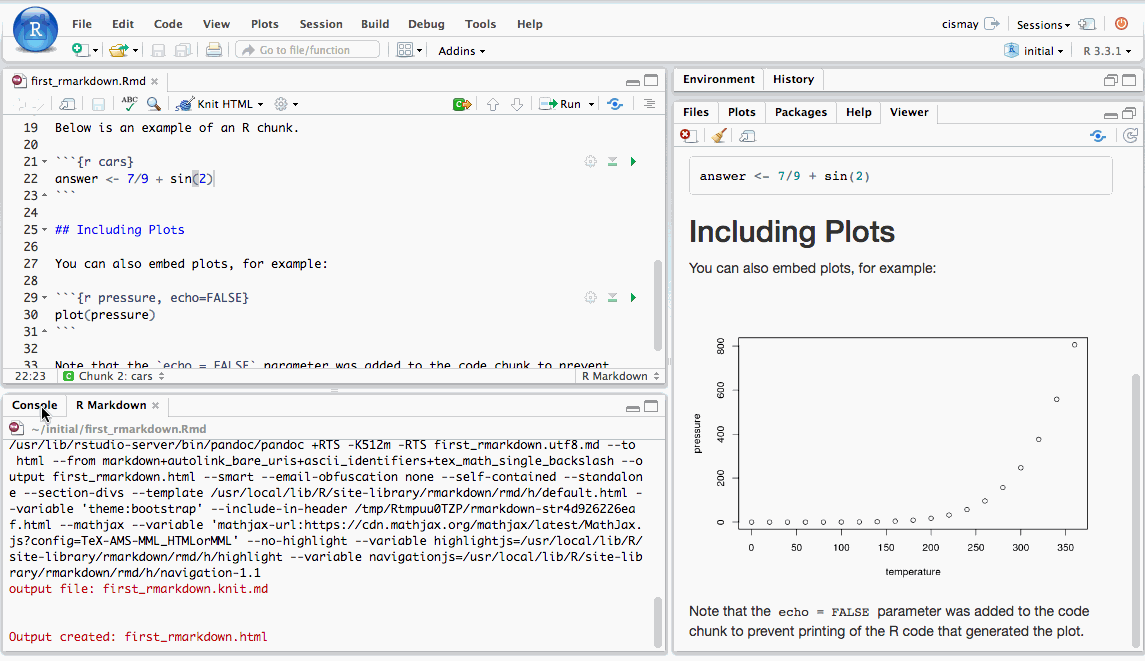 R
File Edit Code View Plots Session Build Debug Tools Help
cismay Sessions
Go to file/function Addins
initial R 3.3.1
first_rmarkdown.Rmd
ABC Knit HTML Run
19 Below is an example of an R chunk.
20
21 ```{r cars}
22 answer <- 7/9 + sin(2)
23 ```
24
25 ## Including Plots
26
27 You can also embed plots, for example:
28
29 ```{r pressure, echo=FALSE}
30 plot(pressure)
31 ```
32
33 Note that the `echo = FALSE` parameter was added to the code chunk to prevent
22:23 C Chunk 2: cars R Markdown
Console R Markdown
~/initial/first_rmarkdown.Rmd
/usr/lib/rstudio-server/bin/pandoc/pandoc +RTS -K512m -RTS first_rmarkdown.utf8.md --to
html --from markdown+autolink_bare_uris+ascii_identifiers+tex_math_single_backslash --o
utput first_rmarkdown.html --smart --email-obfuscation none --self-contained --standalon
e --section-divs --template /usr/local/lib/R/site-library/rmarkdown/rmd/h/default.html -
-variable 'theme:bootstrap' --include-in-header /tmp/Rtmpuu0TZP/rmarkdown-str4d926226ea
f.html --mathjax --variable 'mathjax-url:https://cdn.mathjax.org/mathjax/latest/MathJax.
js?config=TeX-AMS-MML_HTMLorMML' --no-highlight --variable highlightjs=/usr/local/lib/R/
site-library/rmarkdown/rmd/h/highlight --variable navigationjs=/usr/local/lib/R/site-lib
rary/rmarkdown/rmd/h/navigation-1.1
output file: first_rmarkdown.knit.md
Output created: first_rmarkdown.html
Environment History
Files Plots Packages Help Viewer
answer <- 7/9 + sin(2)
Including Plots
You can also embed plots, for example:
pressure
800
600
400
200
0
0 50 100 150 200 250 300 350
temperature
Note that the echo = FALSE parameter was added to the code
chunk to prevent printing of the R code that generated the plot.